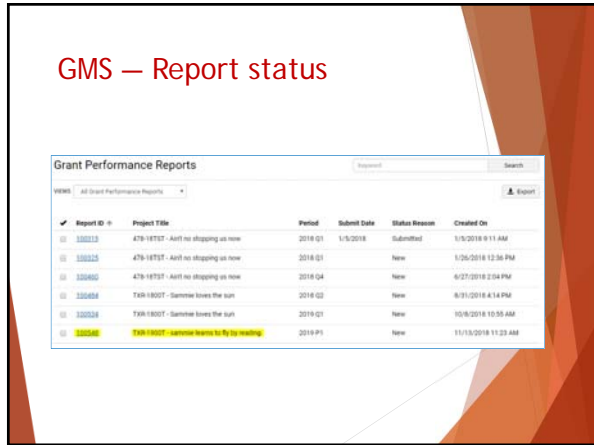 GMS — Report status
Grant Performance Reports Keyword Search
VIEWS All Grant Performance Reports Export
Report ID Project Title Period Submit Date Status Reason Created On
100313 478-18TST - Ain't no stopping us now 2018 Q1 1/5/2018 Submitted 1/5/2018 9:11 AM
100325 478-18TST - Ain't no stopping us now 2018 Q1 New 1/26/2018 12:36 PM
100460 478-18TST - Ain't no stopping us now 2018 Q4 New 6/27/2018 2:04 PM
100484 TXR-1800T - Sammie loves the sun 2018 Q2 New 8/31/2018 4:14 PM
100534 TXR-1800T - Sammie loves the sun 2019 Q1 New 10/8/2018 10:55 AM
100546 TXR-1800T - sammie learns to fly by reading. 2019-P1 New 11/13/2018 11:23 AM